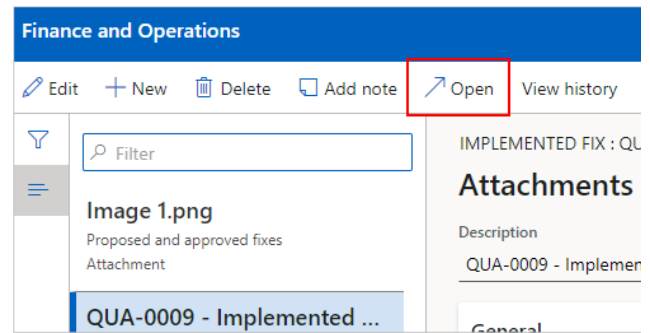 Finance and Operations
Edit New Delete Add note Open View history
Filter
Image 1.png
Proposed and approved fixes
Attachment
QUA-0009 - Implemented ...
IMPLEMENTED FIX : QU
Attachments
Description
QUA-0009 - Implemen
General